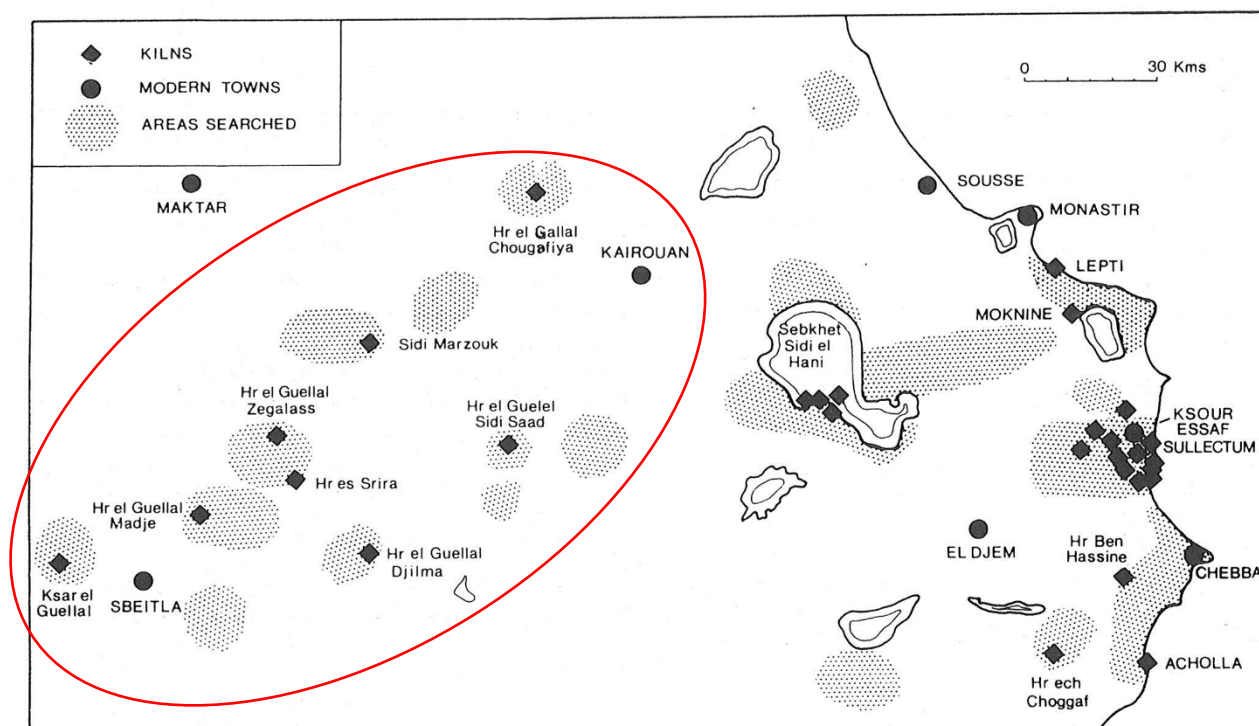 KILNS
MODERN TOWNS
AREAS SEARCHED
0 30 Kms
MAKTAR
Hr el Gallal
Chougafiya
KAIROUAN
SOUSSE
MONASTIR
LEPTI
MOKNINE
Sidi Marzouk
Sebkhet
Sidi el
Hani
Hr el Guellal
Zegalass
Hr el Guelel
Sidi Saad
KSOUR
ESSAF
SULLECTUM
Hr es Srira
Hr el Guellal
Madje
Hr el Guellal
Djilma
EL DJEM
Hr Ben
Hassine
CHEBBA
Ksar el
Guellal
SBEITLA
Hr ech
Choggaf
ACHOLLA